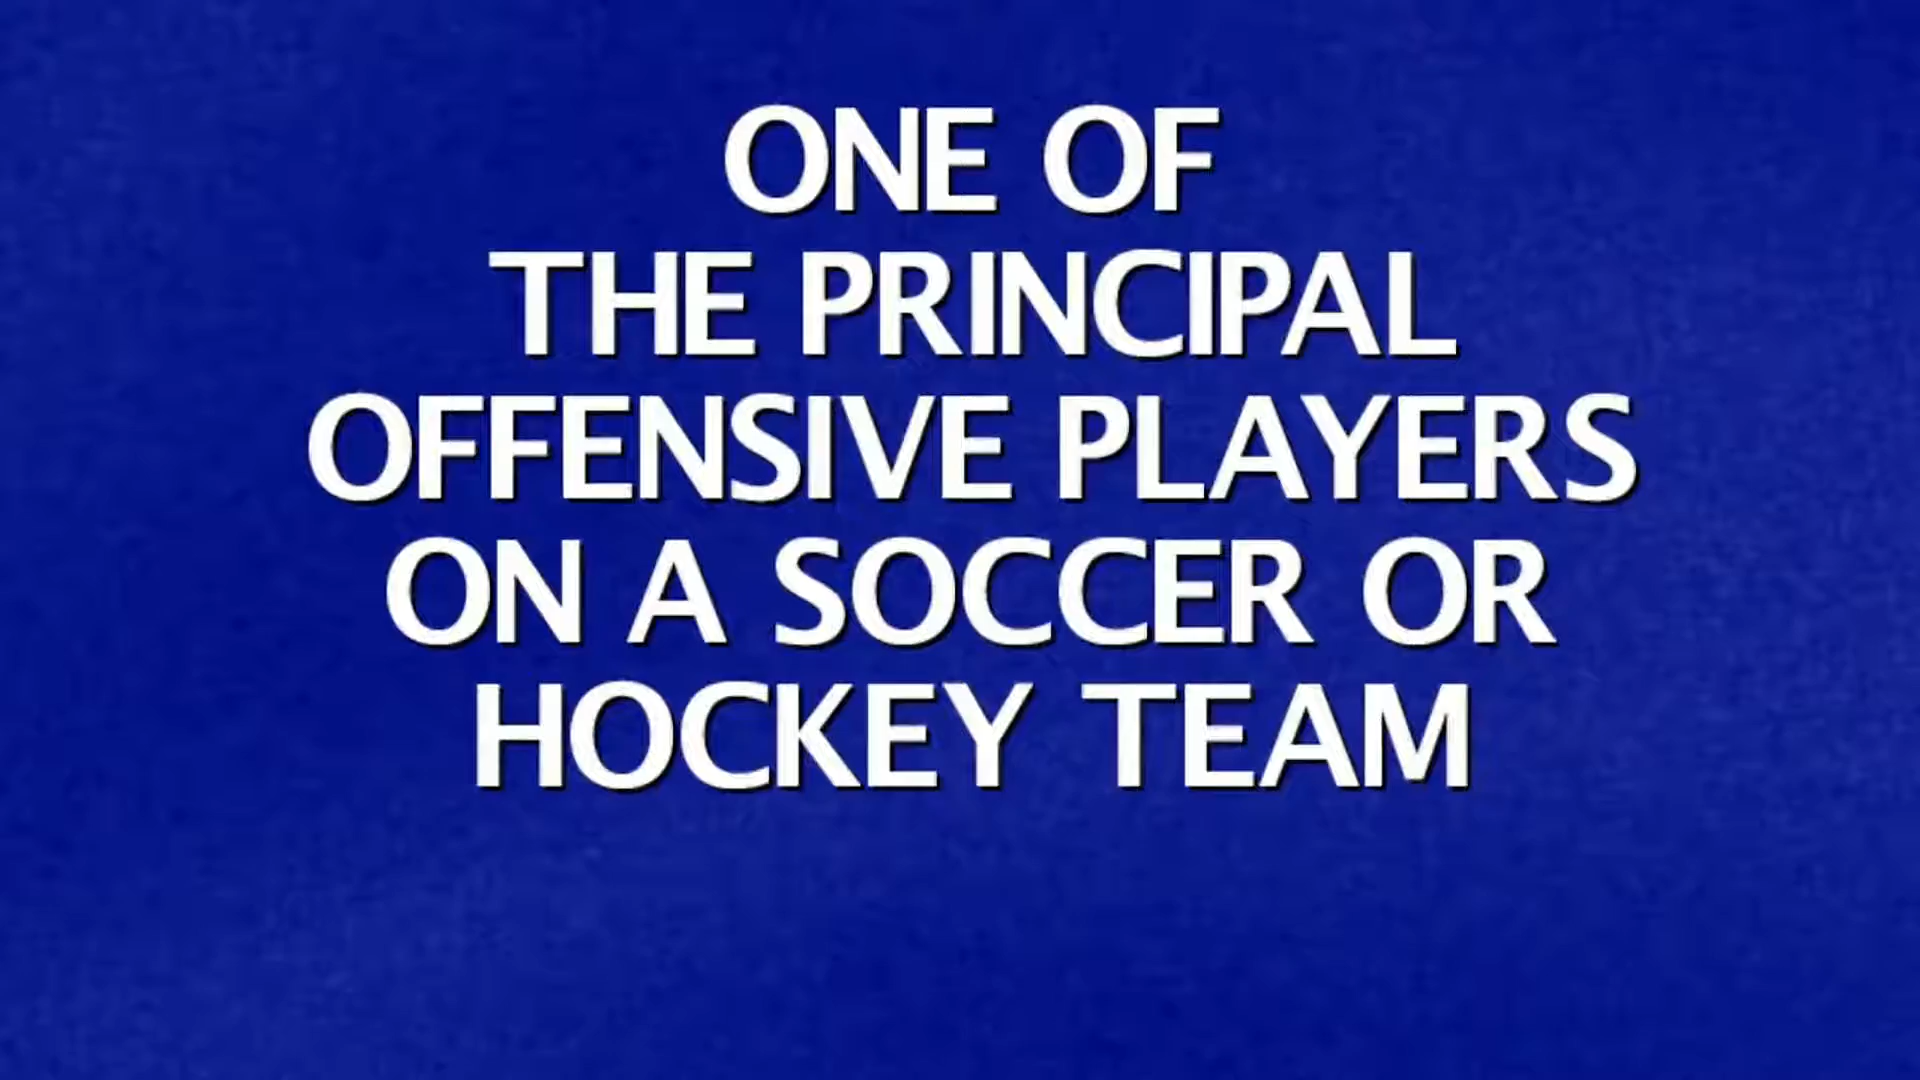 ONE OF
THE PRINCIPAL
OFFENSIVE PLAYERS
ON A SOCCER OR
HOCKEY TEAM